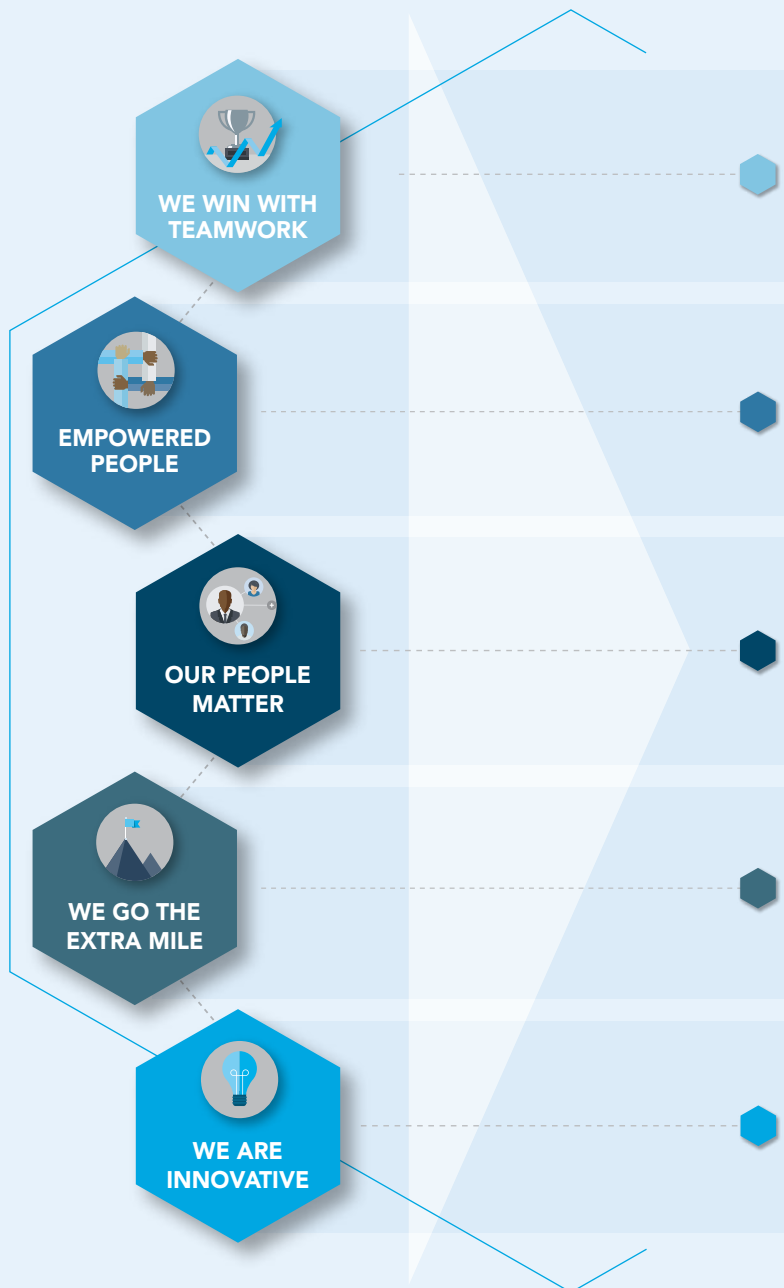 WE WIN WITH
TEAMWORK
EMPOWERED
PEOPLE
OUR PEOPLE
MATTER
WE GO THE
EXTRA MILE
WE ARE
INNOVATIVE